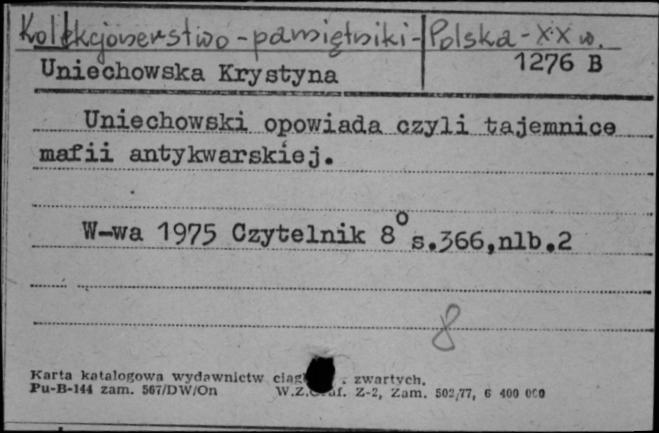 Kolekcjonerstwo - pamiętniki - Polska - XX w.
Uniechowska Krystyna 1276 B
Uniechowski opowiada czyli tajemnice
mafii antykwarskiej.
W-wa 1975 Czytelnik 8° s.366,nlb.2
8
Karta katalogowa wydawnictw zwartych.
Pu-B-144 zam. 567/DW/On Z-2, Zam. 502/77, 6 400 000